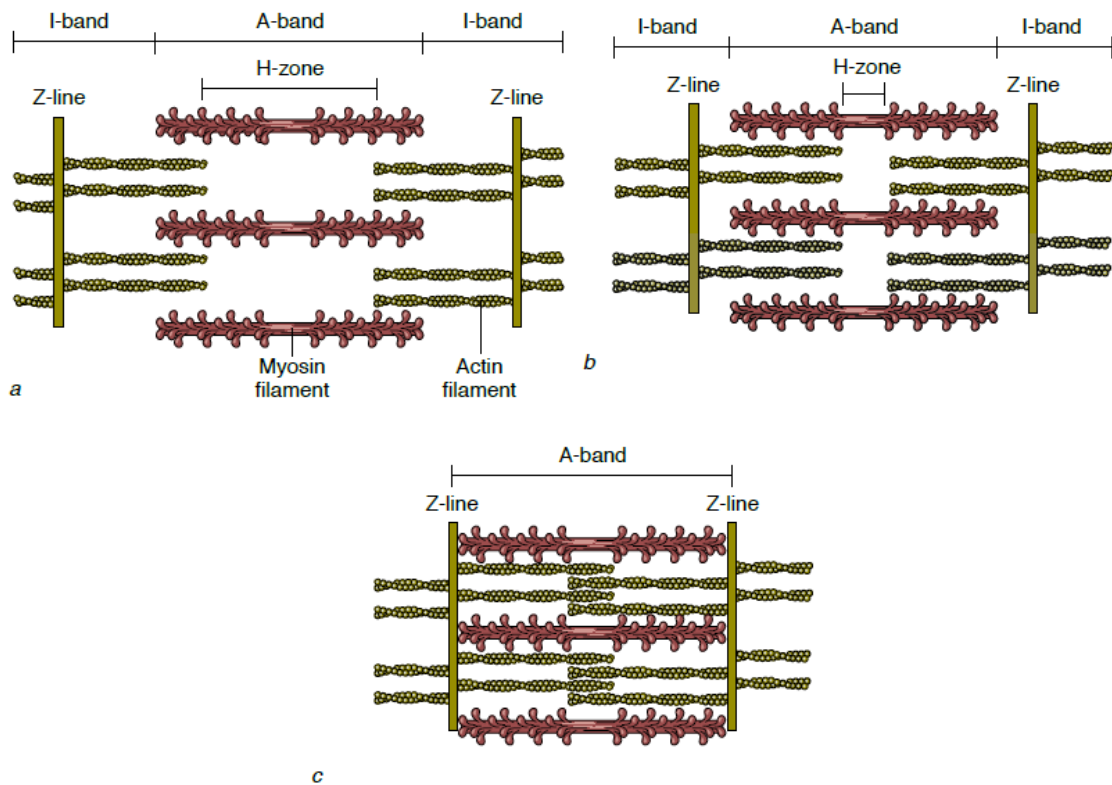 I-band
A-band
I-band
H-zone
Z-line
Z-line
Myosin
filament
Actin
filament
a
I-band
A-band
I-band
H-zone
Z-line
Z-line
b
A-band
Z-line
Z-line
c